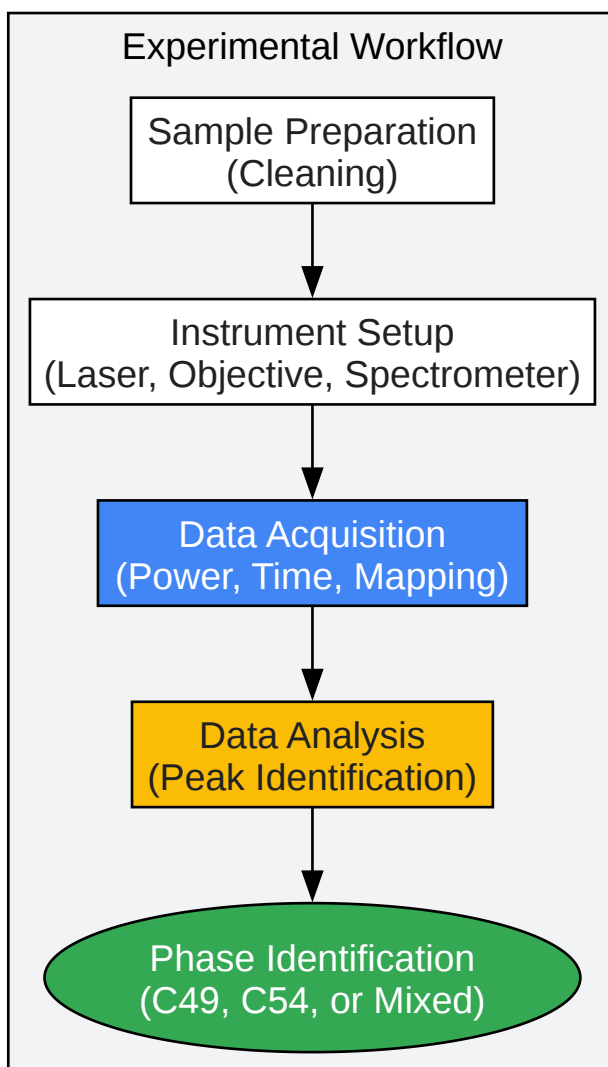 Experimental Workflow
Sample Preparation
(Cleaning)
Instrument Setup
(Laser, Objective, Spectrometer)
Data Acquisition
(Power, Time, Mapping)
Data Analysis
(Peak Identification)
Phase Identification
(C49, C54, or Mixed)